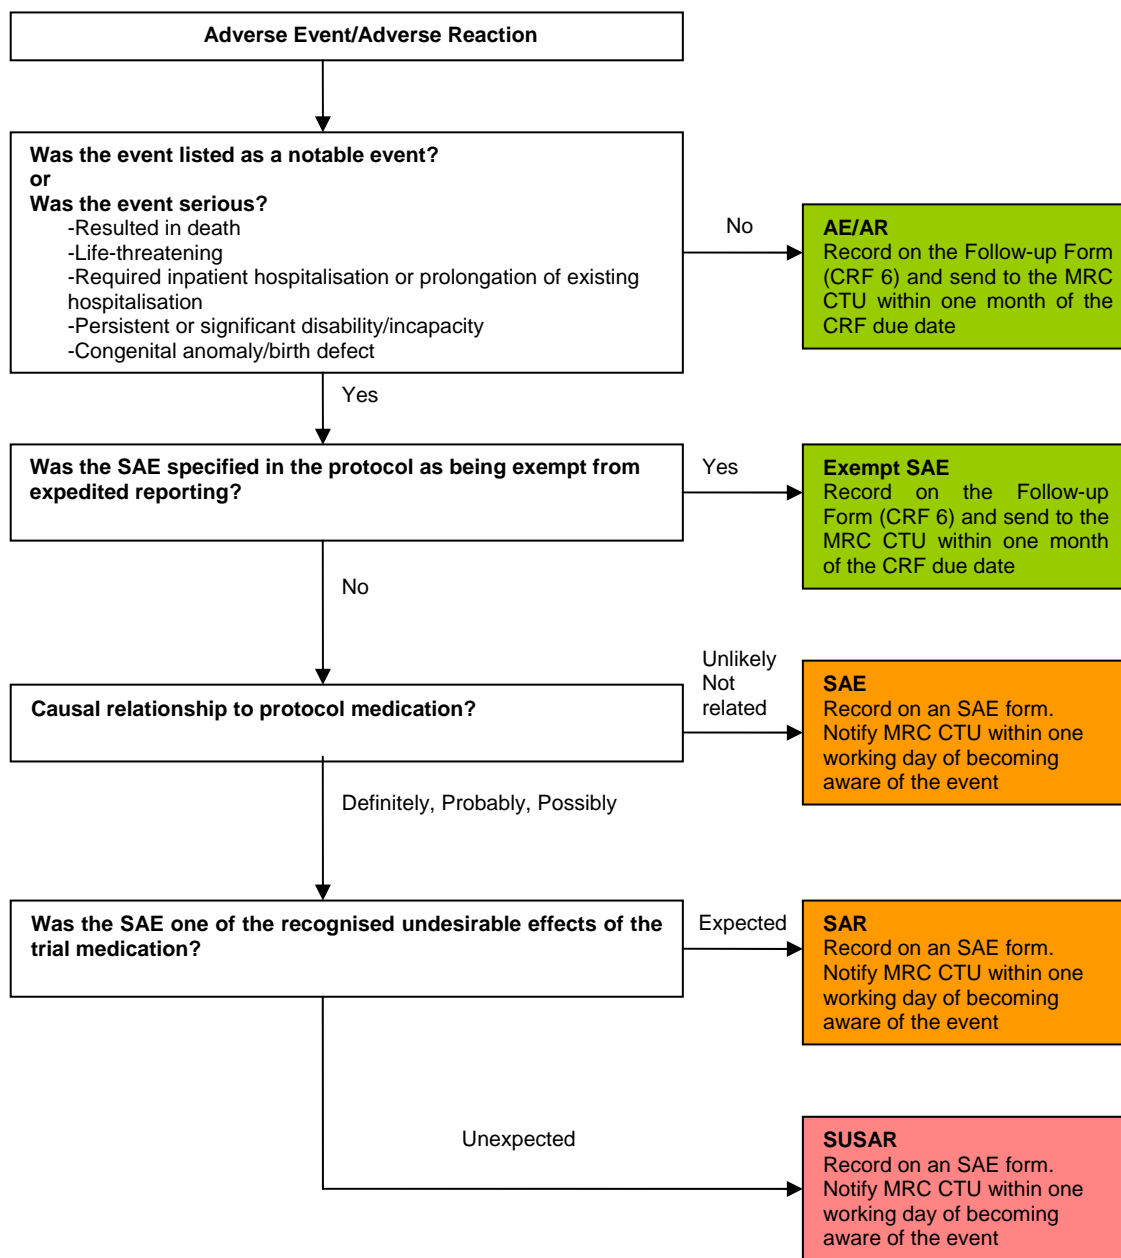 Adverse Event/Adverse Reaction
Was the event listed as a notable event?
or
Was the event serious?
-Resulted in death
-Life-threatening
-Required inpatient hospitalisation or prolongation of existing
hospitalisation
-Persistent or significant disability/incapacity
-Congenital anomaly/birth defect
No
AE/AR
Record on the Follow-up Form
(CRF 6) and send to the MRC
CTU within one month of the
CRF due date
Yes
Was the SAE specified in the protocol as being exempt from
expedited reporting?
Yes
Exempt SAE
Record on the Follow-up
Form (CRF 6) and send to the
MRC CTU within one month
of the CRF due date
No
Causal relationship to protocol medication?
Unlikely
Not
related
SAE
Record on an SAE form.
Notify MRC CTU within one
working day of becoming
aware of the event
Definitely, Probably, Possibly
Was the SAE one of the recognised undesirable effects of the
trial medication?
Expected
SAR
Record on an SAE form.
Notify MRC CTU within one
working day of becoming
aware of the event
Unexpected
SUSAR
Record on an SAE form.
Notify MRC CTU within one
working day of becoming
aware of the event